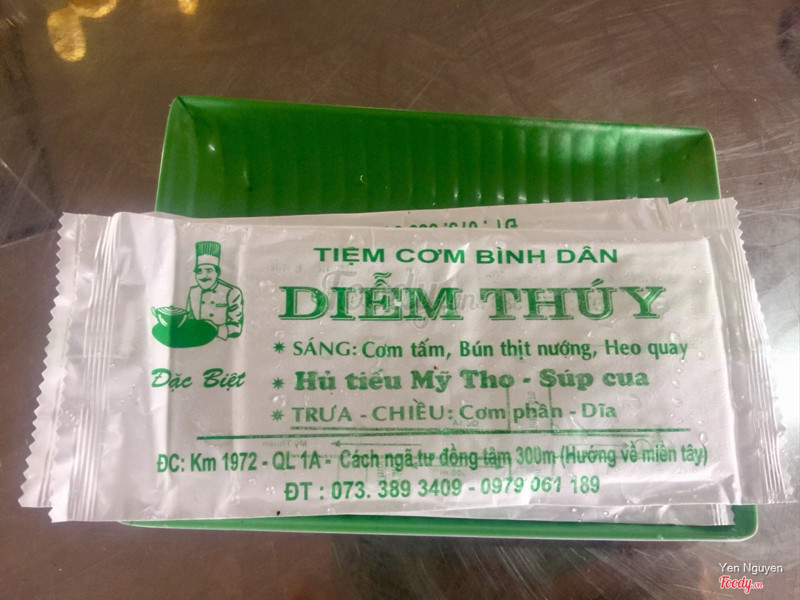 TIỆM CƠM BÌNH DÂN
DIỄM THÚY
* SÁNG: Cơm tấm, Bún thịt nướng, Heo quay
* Hủ tiếu Mỹ Tho - Súp cua
Đặc Biệt
* TRƯA - CHIỀU: Cơm phần - Dĩa
ĐC: Km 1972 - QL 1A - Cách ngã tư đồng tâm 300m (Hướng về miền tây)
ĐT : 073. 389 3409 - 0979 061 189
Yen Nguyen
Foody.vn